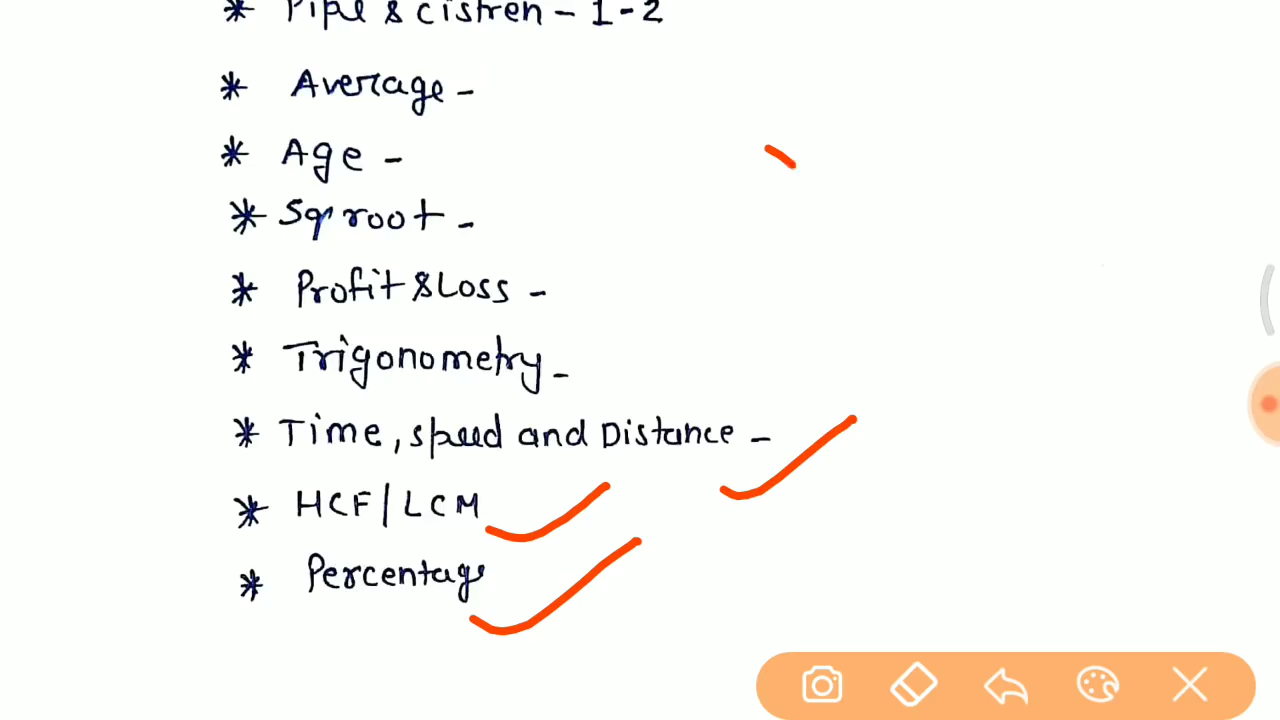 * Pipe & cistren - 1-2
* Average -
* Age -
* Sq root -
* Profit & Loss -
* Trigonometry -
* Time, speed and Distance -
* HCF/LCM
* Percentage